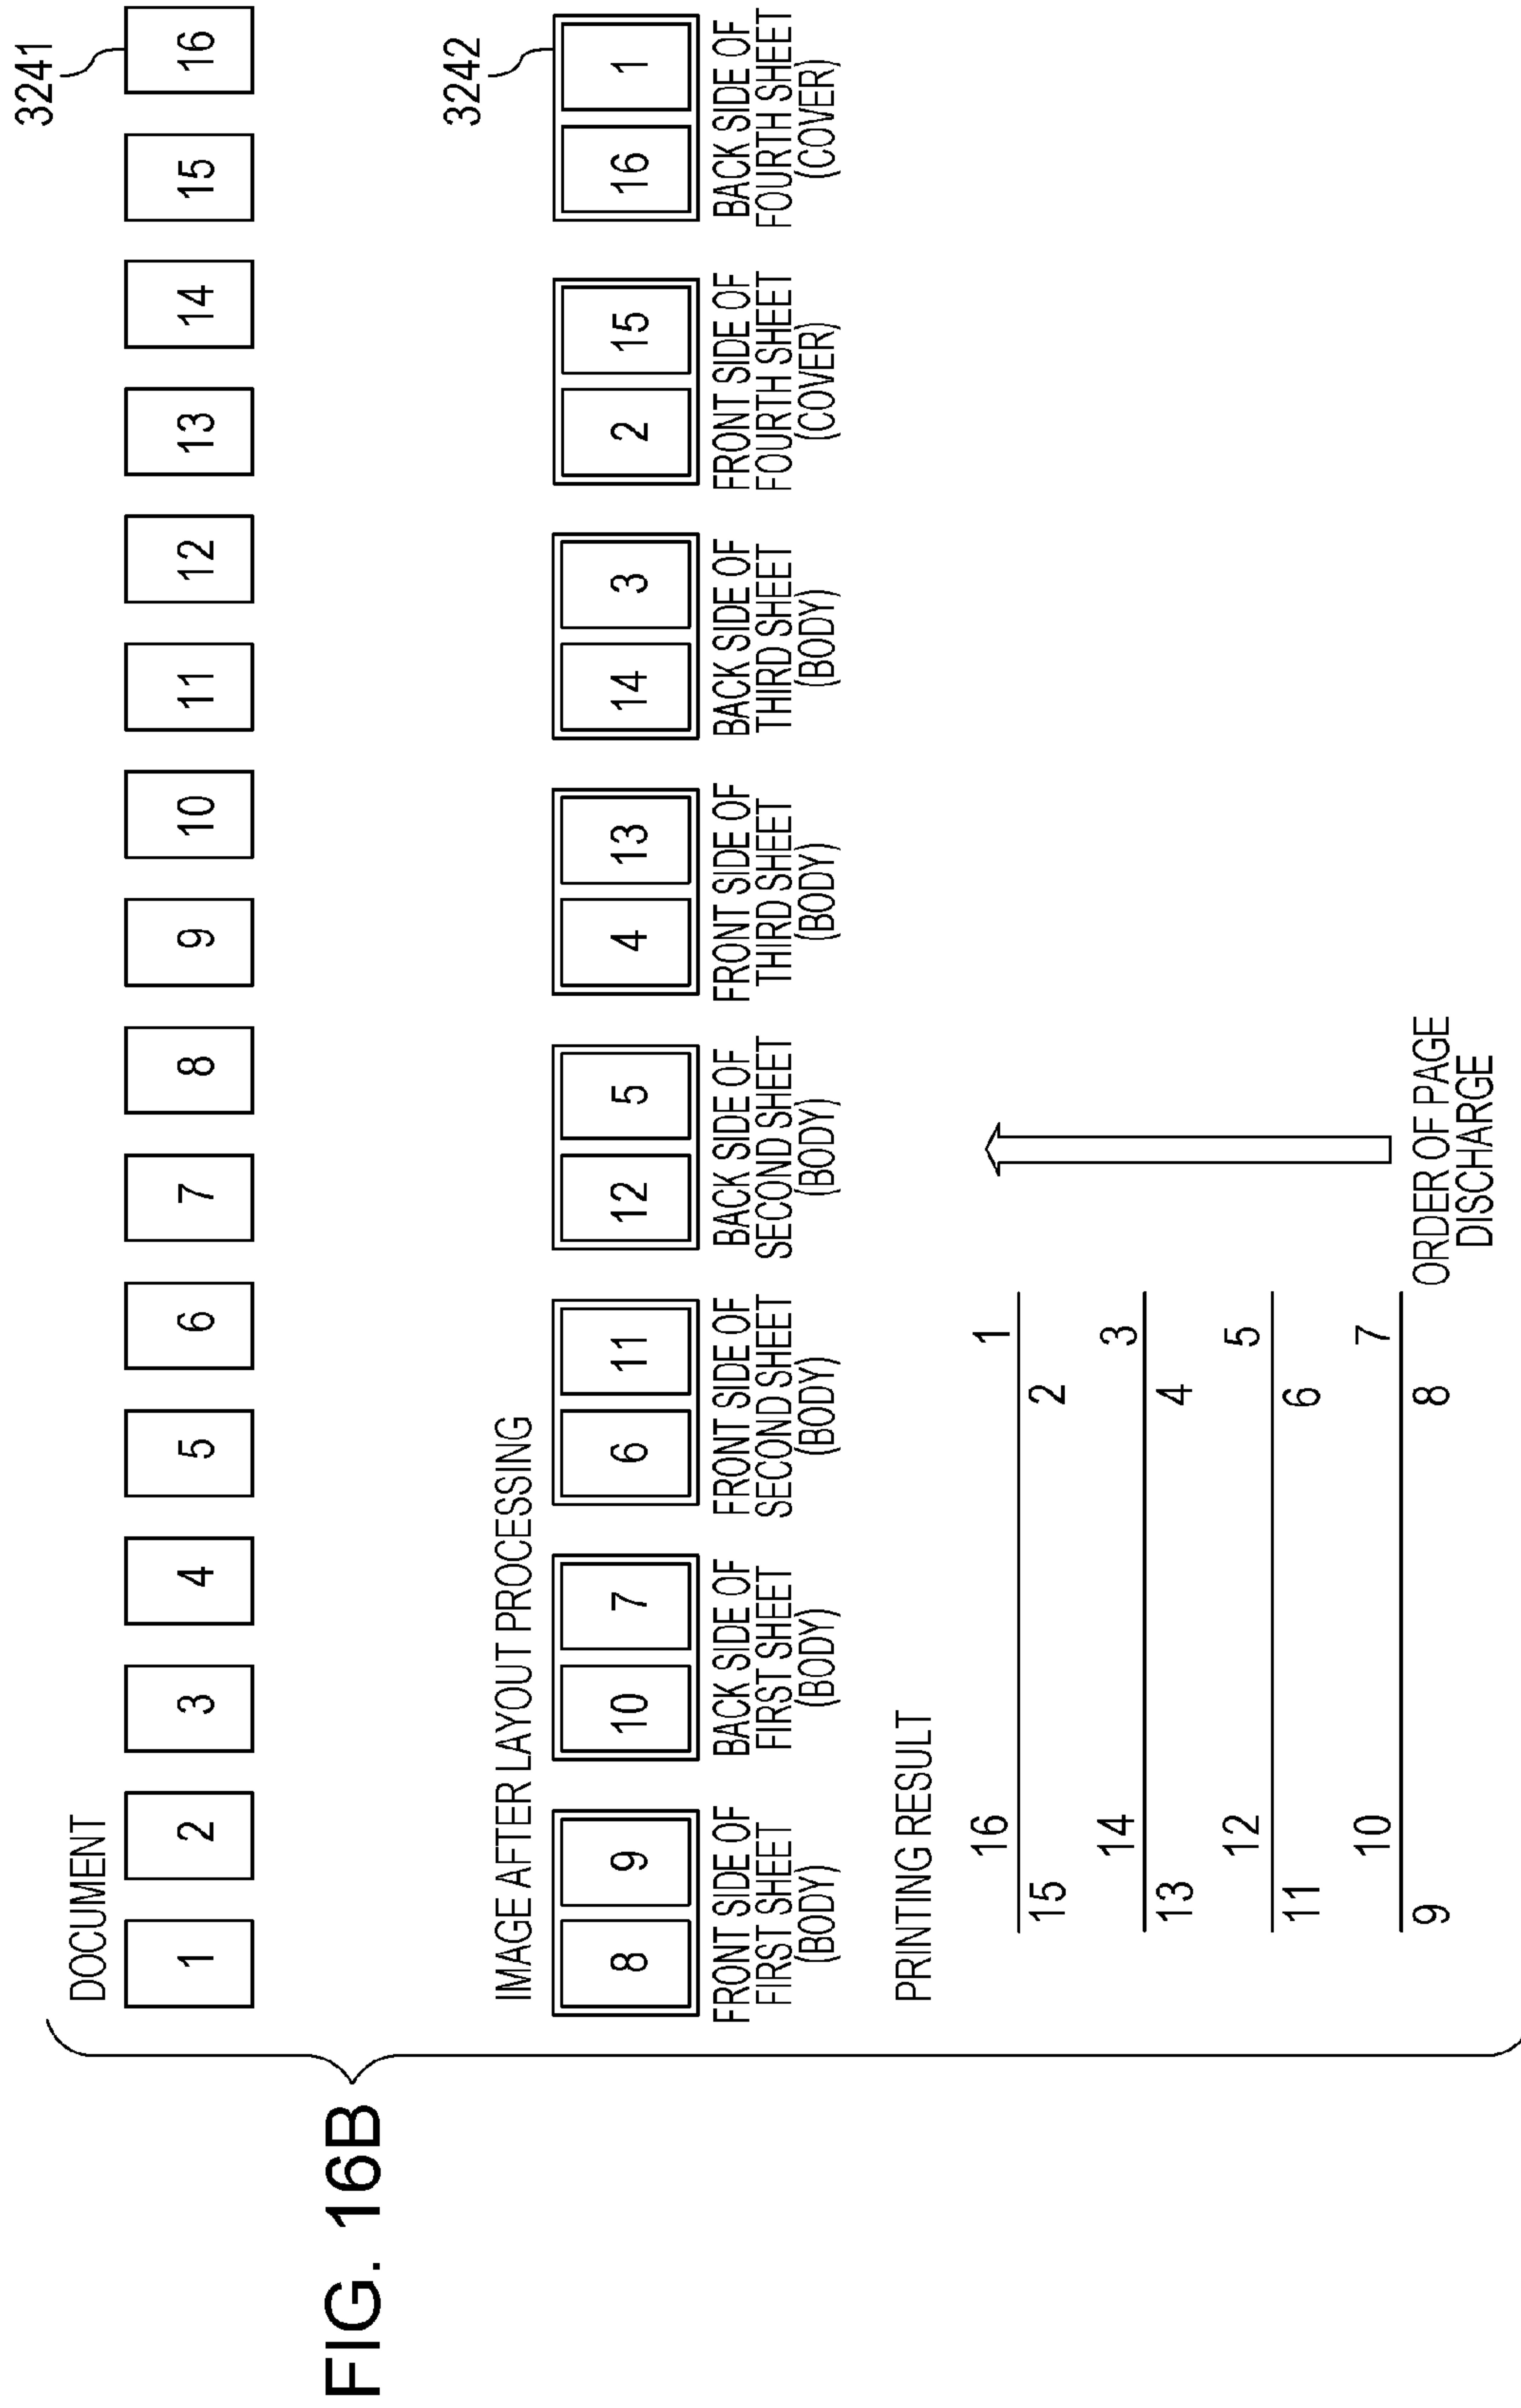 FIG. 16B
DOCUMENT
3241
1 2 3 4 5 6 7 8 9 10 11 12 13 14 15 16
IMAGE AFTER LAYOUT PROCESSING
3242
8 9
FRONT SIDE OF
FIRST SHEET
(BODY)
10 7
BACK SIDE OF
FIRST SHEET
(BODY)
6 11
FRONT SIDE OF
SECOND SHEET
(BODY)
12 5
BACK SIDE OF
SECOND SHEET
(BODY)
4 13
FRONT SIDE OF
THIRD SHEET
(BODY)
14 3
BACK SIDE OF
THIRD SHEET
(BODY)
2 15
FRONT SIDE OF
FOURTH SHEET
(COVER)
16 1
BACK SIDE OF
FOURTH SHEET
(COVER)
PRINTING RESULT
16 1
15 2
14 3
13 4
12 5
11 6
10 7
9 8
ORDER OF PAGE
DISCHARGE